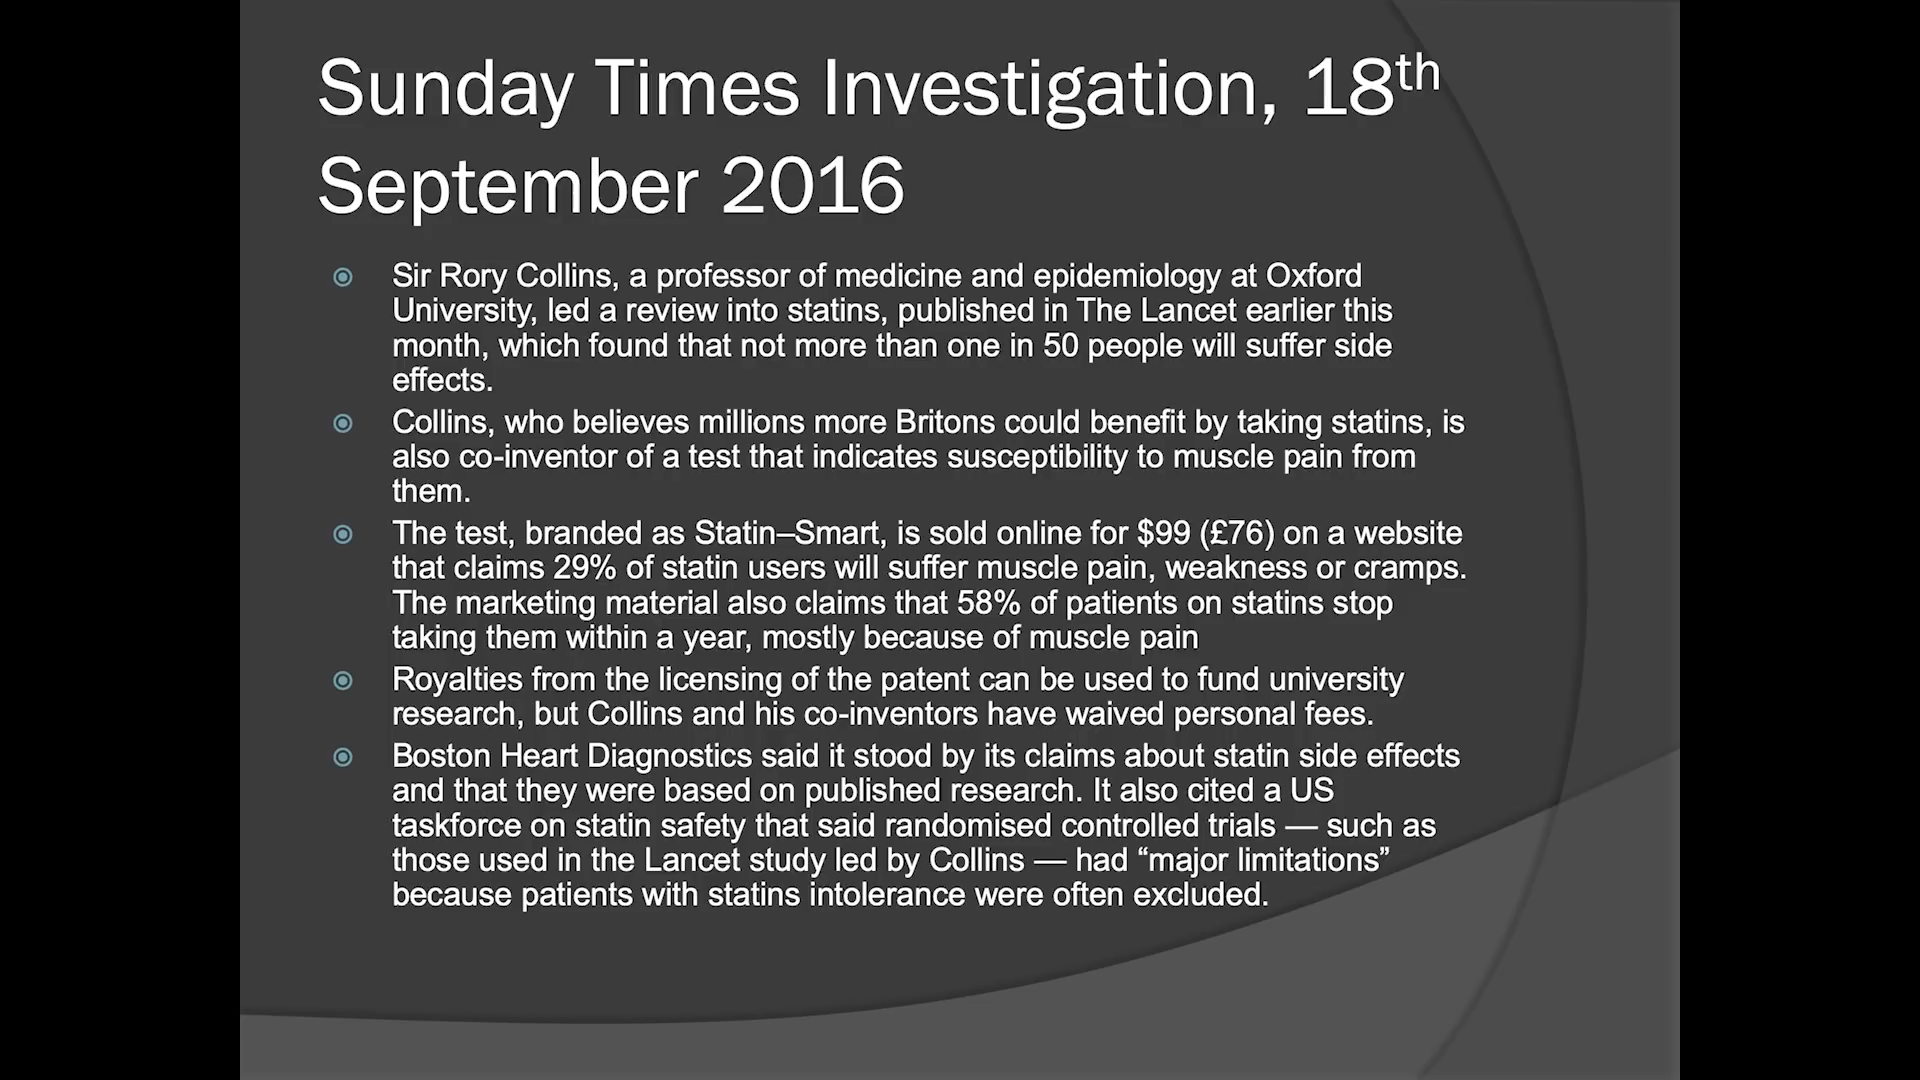 Sunday Times Investigation, 18th
September 2016
Sir Rory Collins, a professor of medicine and epidemiology at Oxford
University, led a review into statins, published in The Lancet earlier this
month, which found that not more than one in 50 people will suffer side
effects.
Collins, who believes millions more Britons could benefit by taking statins, is
also co-inventor of a test that indicates susceptibility to muscle pain from
them.
The test, branded as Statin–Smart, is sold online for $99 (£76) on a website
that claims 29% of statin users will suffer muscle pain, weakness or cramps.
The marketing material also claims that 58% of patients on statins stop
taking them within a year, mostly because of muscle pain
Royalties from the licensing of the patent can be used to fund university
research, but Collins and his co-inventors have waived personal fees.
Boston Heart Diagnostics said it stood by its claims about statin side effects
and that they were based on published research. It also cited a US
taskforce on statin safety that said randomised controlled trials — such as
those used in the Lancet study led by Collins — had “major limitations”
because patients with statins intolerance were often excluded.